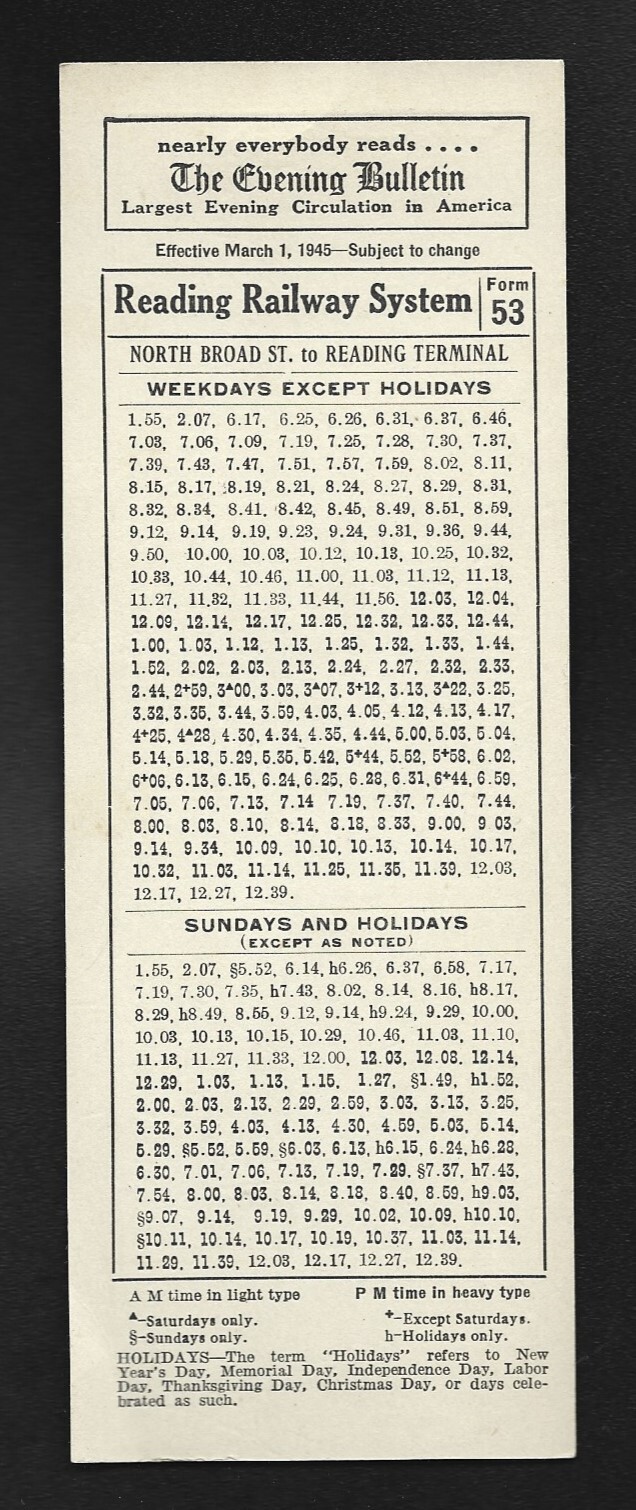 nearly everybody reads . . . .
The Evening Bulletin
Largest Evening Circulation in America
Effective March 1, 1945—Subject to change
Reading Railway System
Form
53
NORTH BROAD ST. to READING TERMINAL
WEEKDAYS EXCEPT HOLIDAYS
1.55, 2.07, 6.17, 6.25, 6.26, 6.31, 6.37, 6.46,
7.03, 7.06, 7.09, 7.19, 7.25, 7.28, 7.30, 7.37,
7.39, 7.43, 7.47, 7.51, 7.57, 7.59, 8.02, 8.11,
8.15, 8.17, 8.19, 8.21, 8.24, 8.27, 8.29, 8.31,
8.32, 8.34, 8.41, 8.42, 8.45, 8.49, 8.51, 8.59,
9.12, 9.14, 9.19, 9.23, 9.24, 9.31, 9.36, 9.44,
9.50, 10.00, 10.03, 10.12, 10.13, 10.25, 10.32,
10.33, 10.44, 10.46, 11.00, 11.03, 11.12, 11.13,
11.27, 11.32, 11.33, 11.44, 11.56, 12.03, 12.04,
12.09, 12.14, 12.17, 12.25, 12.32, 12.33, 12.44,
1.00, 1.03, 1.12, 1.13, 1.25, 1.32, 1.33, 1.44,
1.52, 2.02, 2.03, 2.13, 2.24, 2.27, 2.32, 2.33,
2.44, 2+59, 3▲00, 3.03, 3▲07, 3+12, 3.13, 3▲22, 3.25,
3.32, 3.35, 3.44, 3.59, 4.03, 4.05, 4.12, 4.13, 4.17,
4+25, 4▲28, 4.30, 4.34, 4.35, 4.44, 5.00, 5.03, 5.04,
5.14, 5.18, 5.29, 5.35, 5.42, 5+44, 5.52, 5+58, 6.02,
6+06, 6.13, 6.15, 6.24, 6.25, 6.28, 6.31, 6+44, 6.59,
7.05, 7.06, 7.13, 7.14 7.19, 7.37, 7.40, 7.44,
8.00, 8.03, 8.10, 8.14, 8.18, 8.33, 9.00, 9 03,
9.14, 9.34, 10.09, 10.10, 10.13, 10.14, 10.17,
10.32, 11.03, 11.14, 11.25, 11.35, 11.39, 12.03,
12.17, 12.27, 12.39.
SUNDAYS AND HOLIDAYS
(EXCEPT AS NOTED)
1.55, 2.07, §5.52, 6.14, h6.26, 6.37, 6.58, 7.17,
7.19, 7.30, 7.35, h7.43, 8.02, 8.14, 8.16, h8.17,
8.29, h8.49, 8.55, 9.12, 9.14, h9.24, 9.29, 10.00,
10.03, 10.13, 10.15, 10.29, 10.46, 11.03, 11.10,
11.13, 11.27, 11.33, 12.00, 12.03, 12.08, 12.14,
12.29, 1.03, 1.13, 1.15, 1.27, §1.49, h1.52,
2.00, 2.03, 2.13, 2.29, 2.59, 3.03, 3.13, 3.25,
3.32, 3.59, 4.03, 4.13, 4.30, 4.59, 5.03, 5.14,
5.29, §5.52, 5.59, §6.03, 6.13, h6.15, 6.24, h6.28,
6.30, 7.01, 7.06, 7.13, 7.19, 7.29, §7.37, h7.43,
7.54, 8.00, 8.03, 8.14, 8.18, 8.40, 8.59, h9.03,
§9.07, 9.14, 9.19, 9.29, 10.02, 10.09, h10.10,
§10.11, 10.14, 10.17, 10.19, 10.37, 11.03, 11.14,
11.29, 11.39, 12.03, 12.17, 12.27, 12.39.
A M time in light type P M time in heavy type
▲—Saturdays only. +—Except Saturdays.
§—Sundays only. h—Holidays only.
HOLIDAYS—The term "Holidays" refers to New
Year's Day, Memorial Day, Independence Day, Labor
Day, Thanksgiving Day, Christmas Day, or days cele-
brated as such.